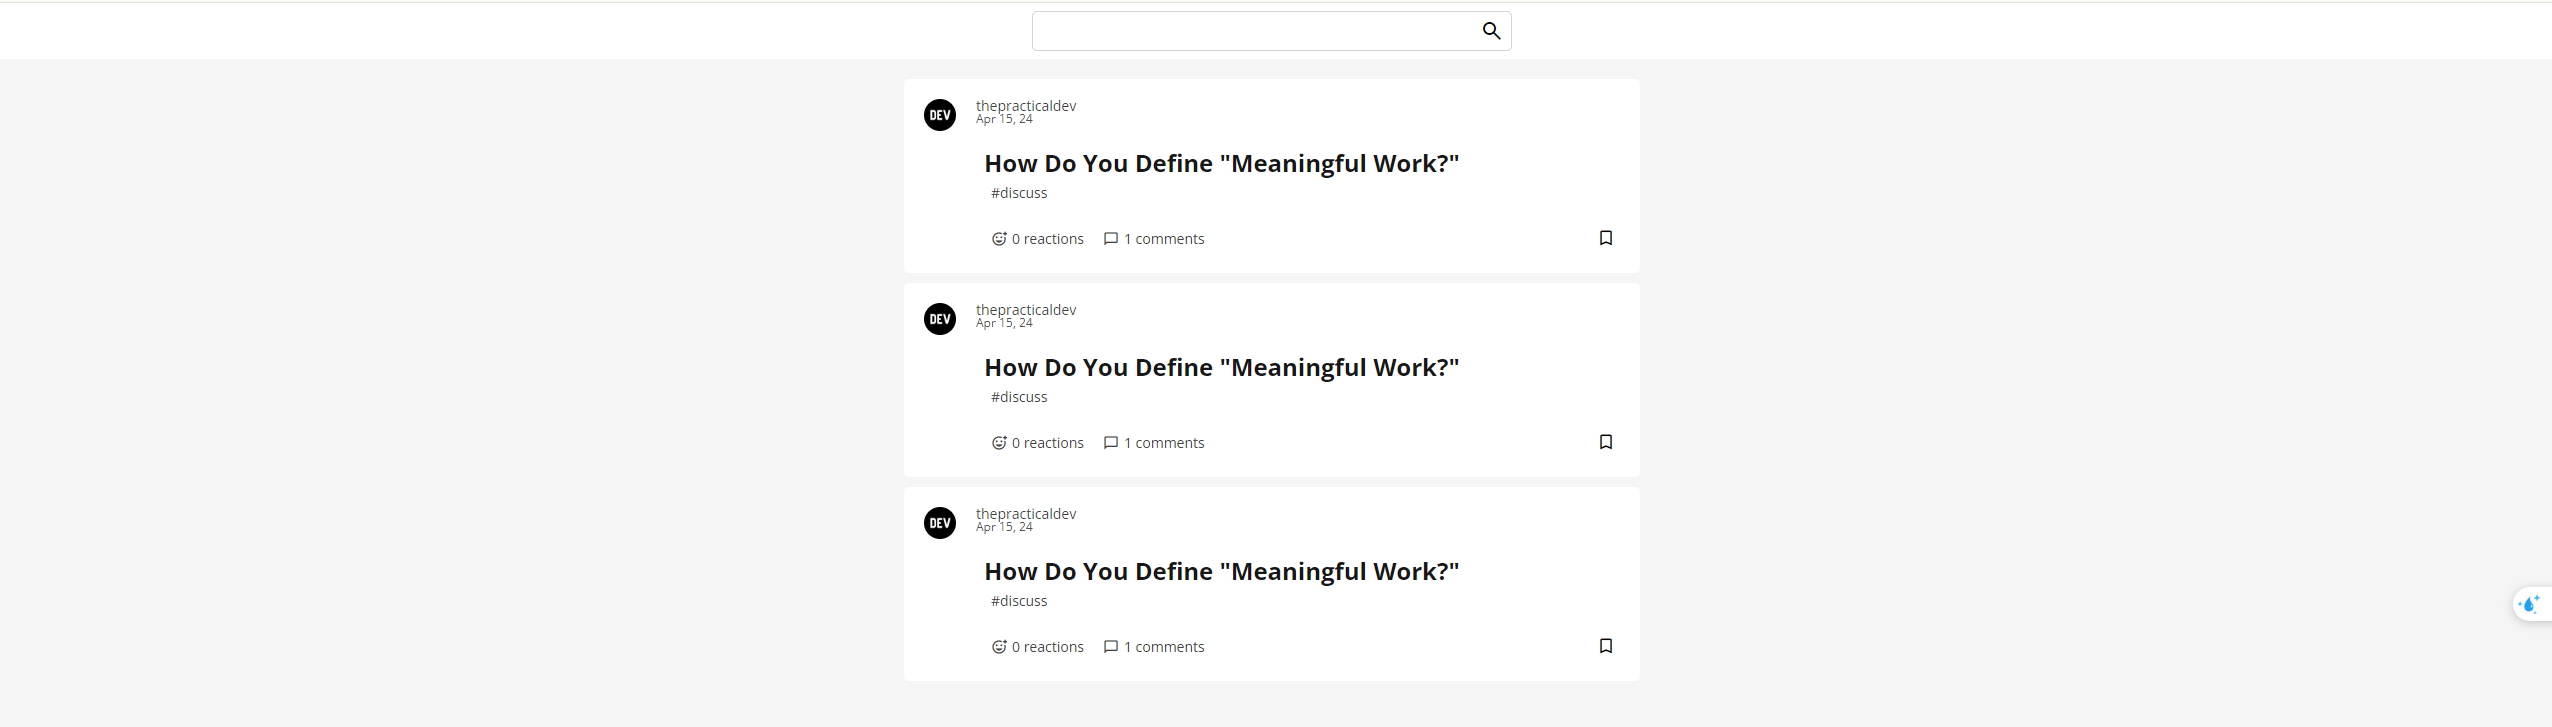 DEV
thepracticaldev
Apr 15, 24
How Do You Define "Meaningful Work?"
#discuss
0 reactions 1 comments
DEV
thepracticaldev
Apr 15, 24
How Do You Define "Meaningful Work?"
#discuss
0 reactions 1 comments
DEV
thepracticaldev
Apr 15, 24
How Do You Define "Meaningful Work?"
#discuss
0 reactions 1 comments